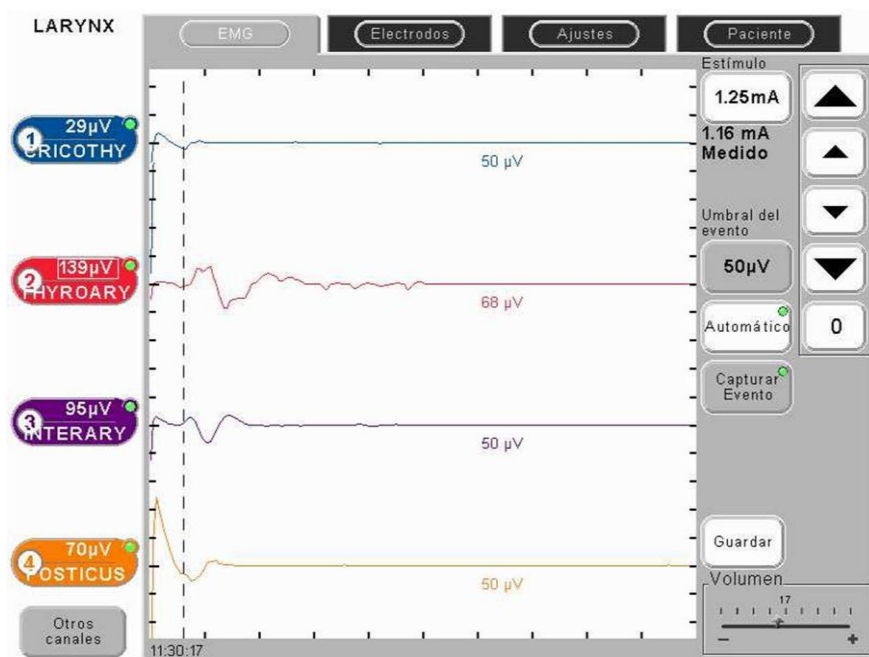 LARYNX
EMG
Electrodos
Ajustes
Paciente
1
29µV
CRICOTHY
50 µV
2
139µV
THYROARY
68 µV
3
95µV
INTERARY
50 µV
4
70µV
POSTICUS
50 µV
Otros
canales
11:30:17
Estímulo
1.25mA
1.16 mA
Medido
Umbral del
evento
50µV
Automático
0
Capturar
Evento
Guardar
Volumen
17
− +